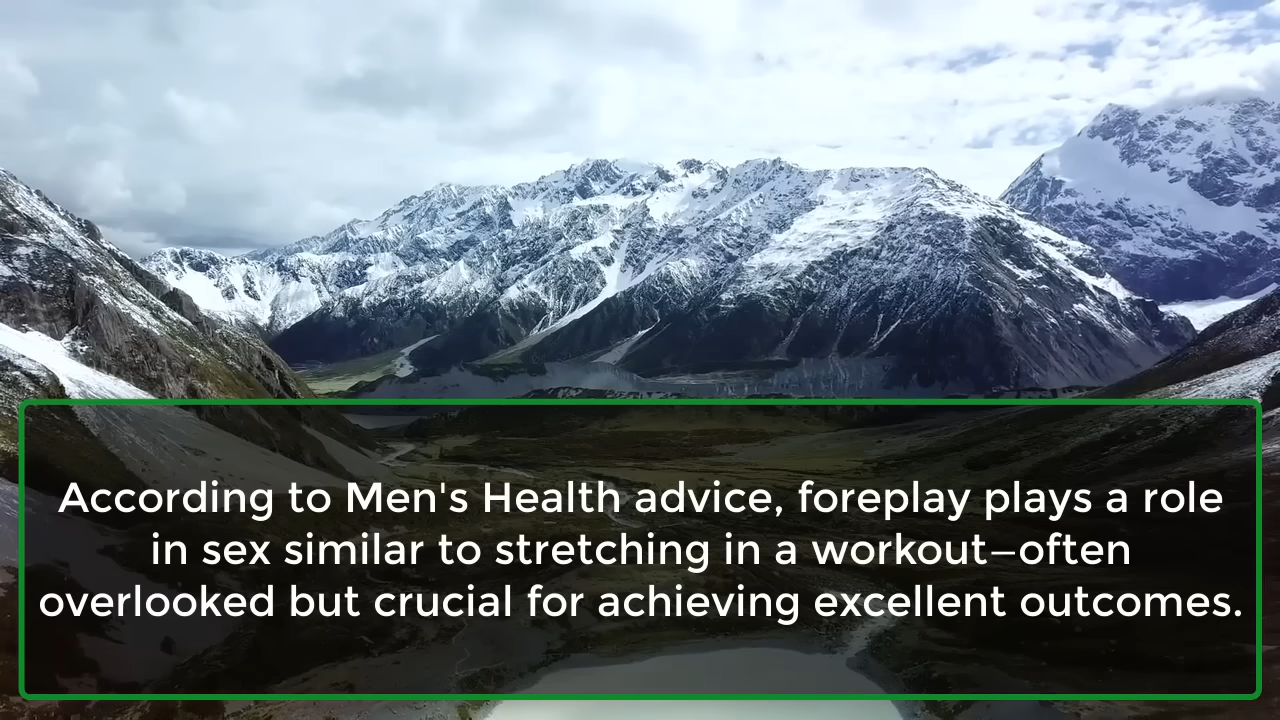 According to Men's Health advice, foreplay plays a role
in sex similar to stretching in a workout—often
overlooked but crucial for achieving excellent outcomes.